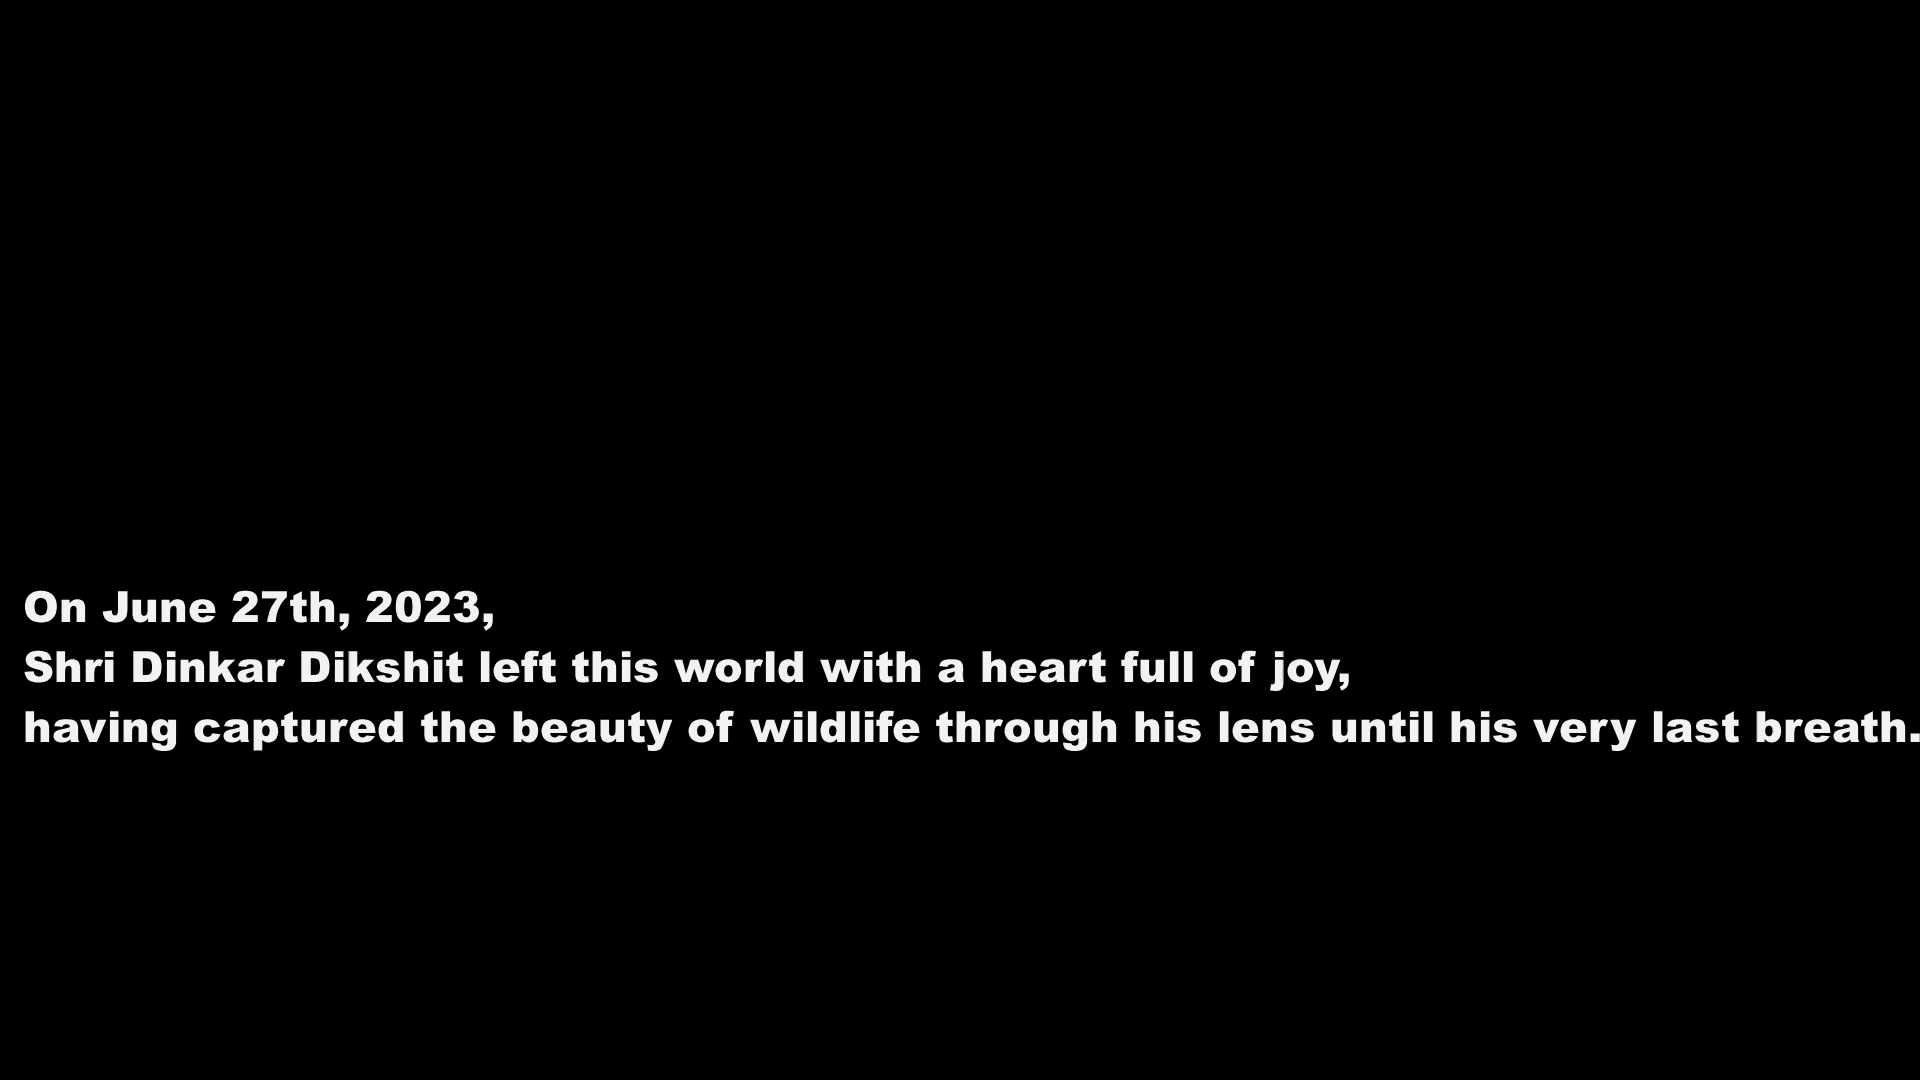 On June 27th, 2023,
Shri Dinkar Dikshit left this world with a heart full of joy,
having captured the beauty of wildlife through his lens until his very last breath.